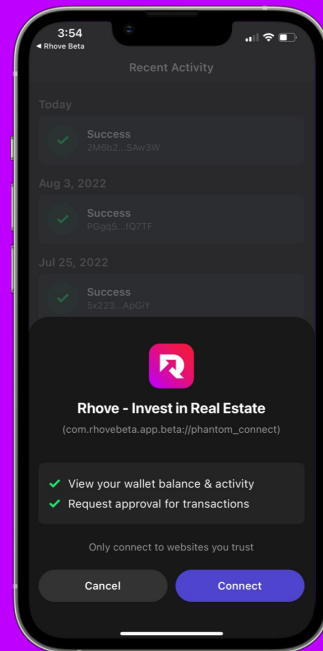 3:54
◀ Rhove Beta
Recent Activity
Today
Success
2M6b2...SAw3W
Aug 3, 2022
Success
PGgq5...fQ7TF
Jul 25, 2022
Success
5x223...ApGiY
Rhove - Invest in Real Estate
(com.rhovebeta.app.beta://phantom_connect)
View your wallet balance & activity
Request approval for transactions
Only connect to websites you trust
Cancel
Connect